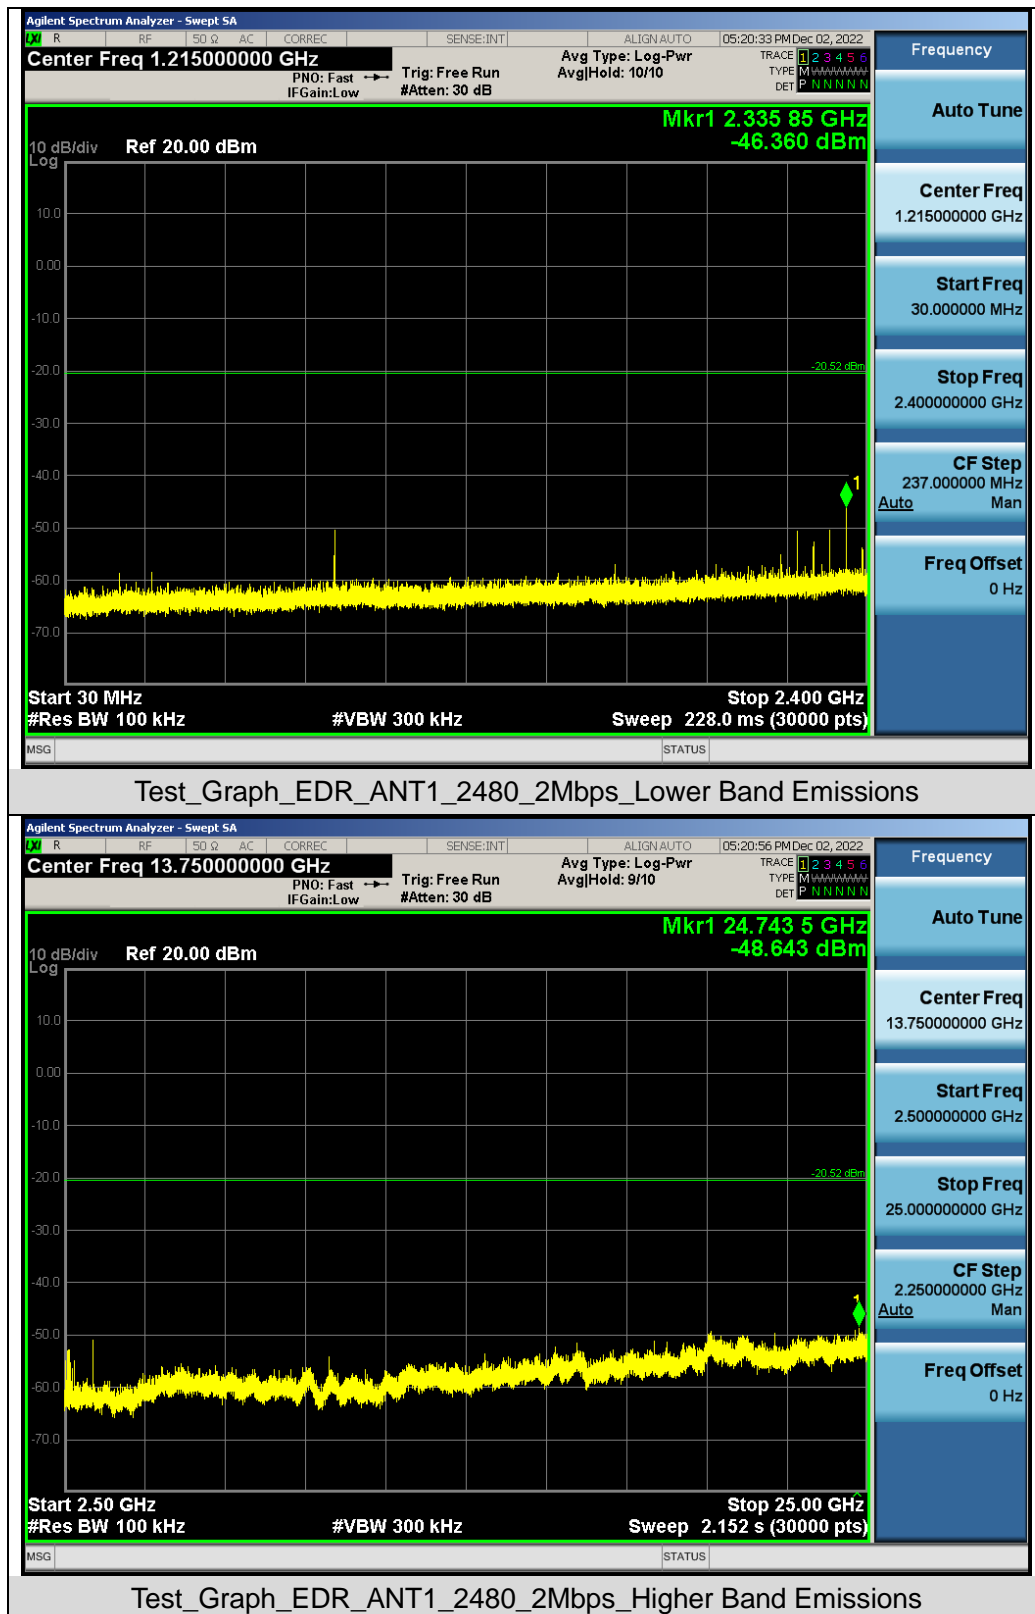 Agilent Spectrum Analyzer - Swept SA
LXI R RF 50 Ω AC CORREC SENSE:INT ALIGN AUTO 05:20:33 PM Dec 02, 2022
Center Freq 1.215000000 GHz
PNO: Fast
IFGain:Low
Trig: Free Run
#Atten: 30 dB
Avg Type: Log-Pwr
Avg|Hold: 10/10
TRACE 1 2 3 4 5 6
TYPE M
DET P N N N N N
Mkr1 2.335 85 GHz
-46.360 dBm
10 dB/div Ref 20.00 dBm
Log
10.0
0.00
-10.0
-20.0
-20.52 dBm
-30.0
-40.0
1
-50.0
-60.0
-70.0
Start 30 MHz Stop 2.400 GHz
#Res BW 100 kHz #VBW 300 kHz Sweep 228.0 ms (30000 pts)
MSG STATUS
Frequency
Auto Tune
Center Freq
1.215000000 GHz
Start Freq
30.000000 MHz
Stop Freq
2.400000000 GHz
CF Step
237.000000 MHz
Auto Man
Freq Offset
0 Hz
Test_Graph_EDR_ANT1_2480_2Mbps_Lower Band Emissions
Agilent Spectrum Analyzer - Swept SA
LXI R RF 50 Ω AC CORREC SENSE:INT ALIGN AUTO 05:20:56 PM Dec 02, 2022
Center Freq 13.750000000 GHz
PNO: Fast
IFGain:Low
Trig: Free Run
#Atten: 30 dB
Avg Type: Log-Pwr
Avg|Hold: 9/10
TRACE 1 2 3 4 5 6
TYPE M
DET P N N N N N
Mkr1 24.743 5 GHz
-48.643 dBm
10 dB/div Ref 20.00 dBm
Log
10.0
0.00
-10.0
-20.0
-20.52 dBm
-30.0
-40.0
1
-50.0
-60.0
-70.0
Start 2.50 GHz Stop 25.00 GHz
#Res BW 100 kHz #VBW 300 kHz Sweep 2.152 s (30000 pts)
MSG STATUS
Frequency
Auto Tune
Center Freq
13.750000000 GHz
Start Freq
2.500000000 GHz
Stop Freq
25.000000000 GHz
CF Step
2.250000000 GHz
Auto Man
Freq Offset
0 Hz
Test_Graph_EDR_ANT1_2480_2Mbps_Higher Band Emissions